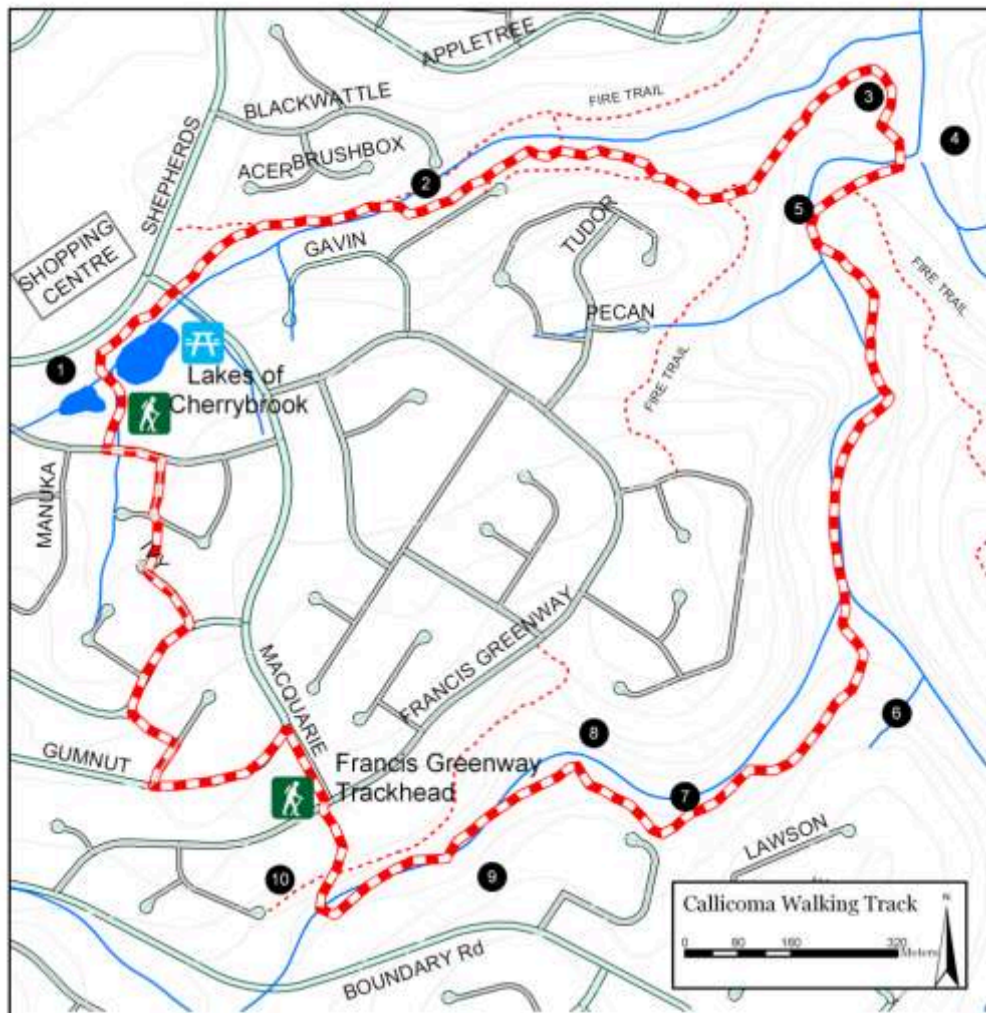 APPLETREE
BLACKWATTLE
FIRE TRAIL
3
4
ACER
BRUSHBOX
2
SHEPHERDS
5
TUDOR
GAVIN
SHOPPING
CENTRE
FIRE TRAIL
PECAN
1
Lakes of
Cherrybrook
FIRE TRAIL
MANUKA
IVY
FRANCIS GREENWAY
MACQUARIE
6
8
GUMNUT
Francis Greenway
Trackhead
7
LAWSON
10
9
Callicoma Walking Track
N
0 80 160 320
Meters
BOUNDARY Rd